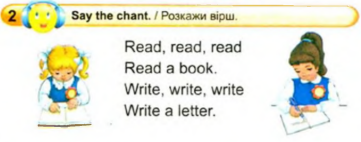 2 Say the chant. / Розкажи вірш.
Read, read, read
Read a book.
Write, write, write
Write a letter.